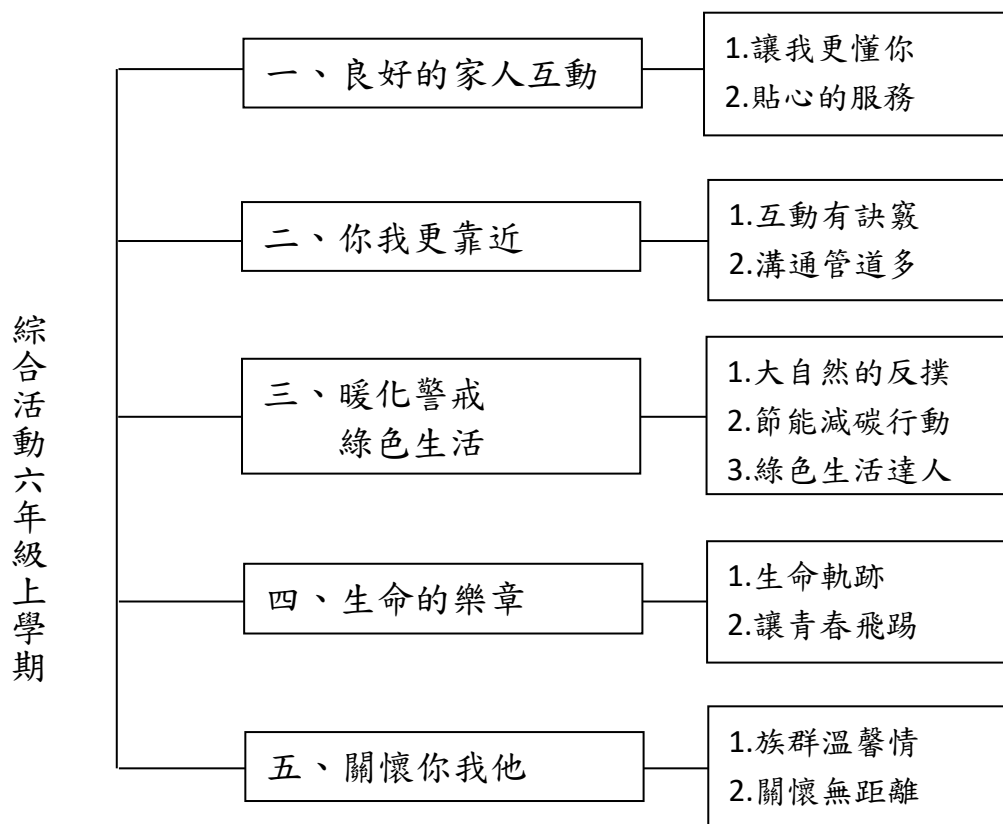 綜合活動六年級上學期
一、良好的家人互動
1.讓我更懂你
2.貼心的服務
二、你我更靠近
1.互動有訣竅
2.溝通管道多
三、暖化警戒
綠色生活
1.大自然的反撲
2.節能減碳行動
3.綠色生活達人
四、生命的樂章
1.生命軌跡
2.讓青春飛踢
五、關懷你我他
1.族群溫馨情
2.關懷無距離